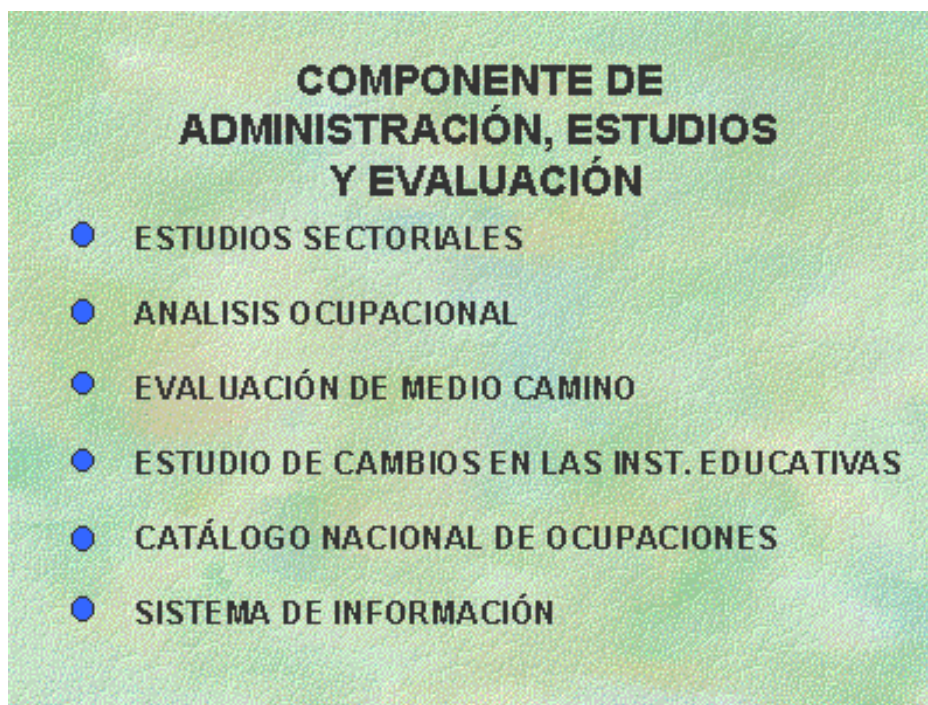 COMPONENTE DE
ADMINISTRACIÓN, ESTUDIOS
Y EVALUACIÓN
ESTUDIOS SECTORIALES
ANALISIS OCUPACIONAL
EVALUACIÓN DE MEDIO CAMINO
ESTUDIO DE CAMBIOS EN LAS INST. EDUCATIVAS
CATÁLOGO NACIONAL DE OCUPACIONES
SISTEMA DE INFORMACIÓN